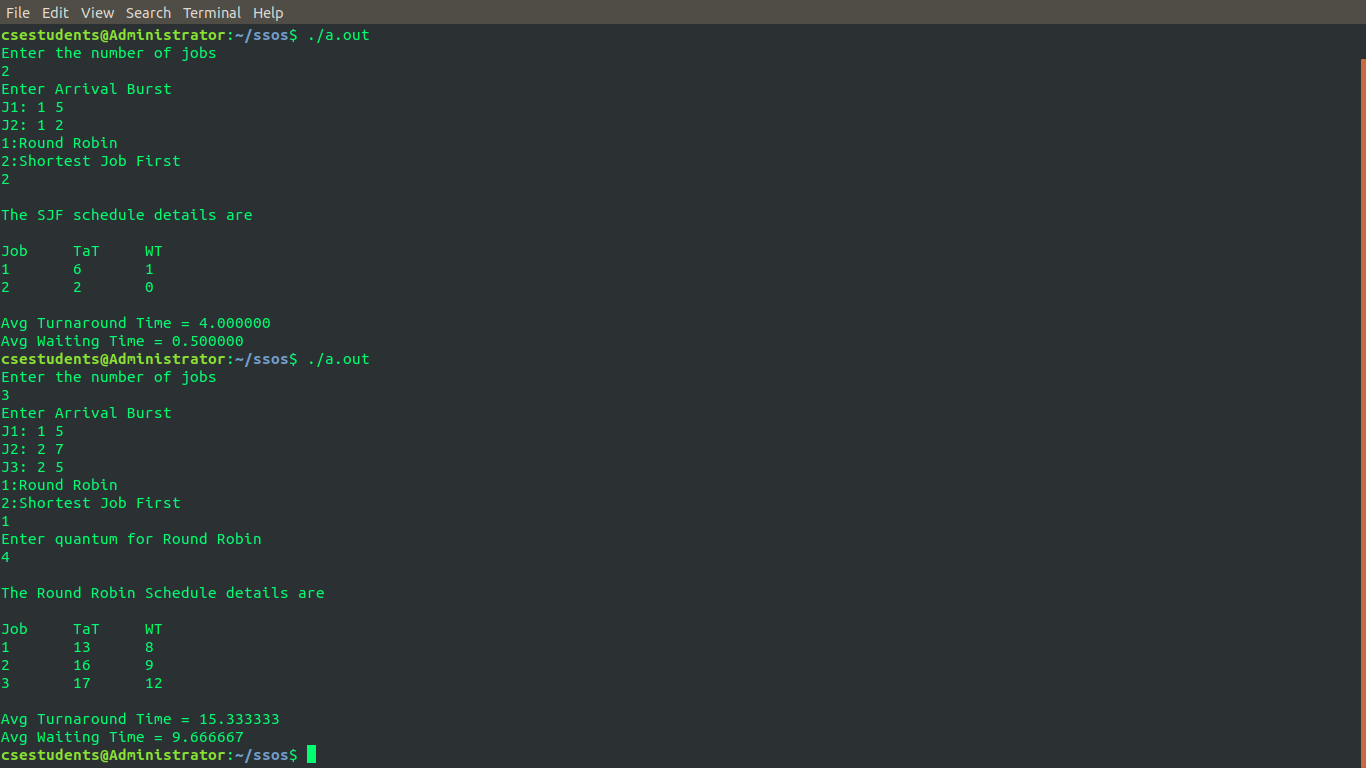 File Edit View Search Terminal Help
csestudents@Administrator:~/ssos$ ./a.out
Enter the number of jobs
2
Enter Arrival Burst
J1: 1 5
J2: 1 2
1:Round Robin
2:Shortest Job First
2
The SJF schedule details are
Job TaT WT
1 6 1
2 2 0
Avg Turnaround Time = 4.000000
Avg Waiting Time = 0.500000
csestudents@Administrator:~/ssos$ ./a.out
Enter the number of jobs
3
Enter Arrival Burst
J1: 1 5
J2: 2 7
J3: 2 5
1:Round Robin
2:Shortest Job First
1
Enter quantum for Round Robin
4
The Round Robin Schedule details are
Job TaT WT
1 13 8
2 16 9
3 17 12
Avg Turnaround Time = 15.333333
Avg Waiting Time = 9.666667
csestudents@Administrator:~/ssos$